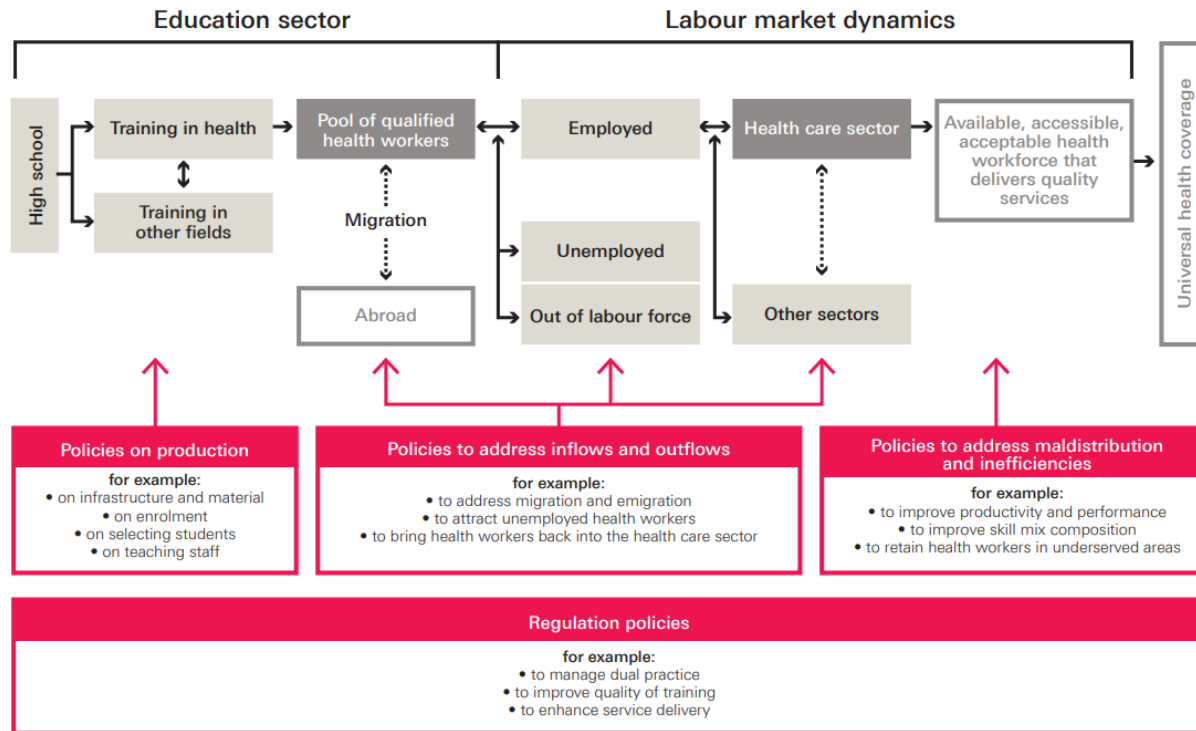 Education sector
Labour market dynamics
High school
Training in health
Training in
other fields
Pool of qualified
health workers
Migration
Abroad
Employed
Unemployed
Out of labour force
Health care sector
Other sectors
Available, accessible,
acceptable health
workforce that
delivers quality
services
Universal health coverage
Policies on production
for example:
• on infrastructure and material
• on enrolment
• on selecting students
• on teaching staff
Policies to address inflows and outflows
for example:
• to address migration and emigration
• to attract unemployed health workers
• to bring health workers back into the health care sector
Policies to address maldistribution
and inefficiencies
for example:
• to improve productivity and performance
• to improve skill mix composition
• to retain health workers in underserved areas
Regulation policies
for example:
• to manage dual practice
• to improve quality of training
• to enhance service delivery